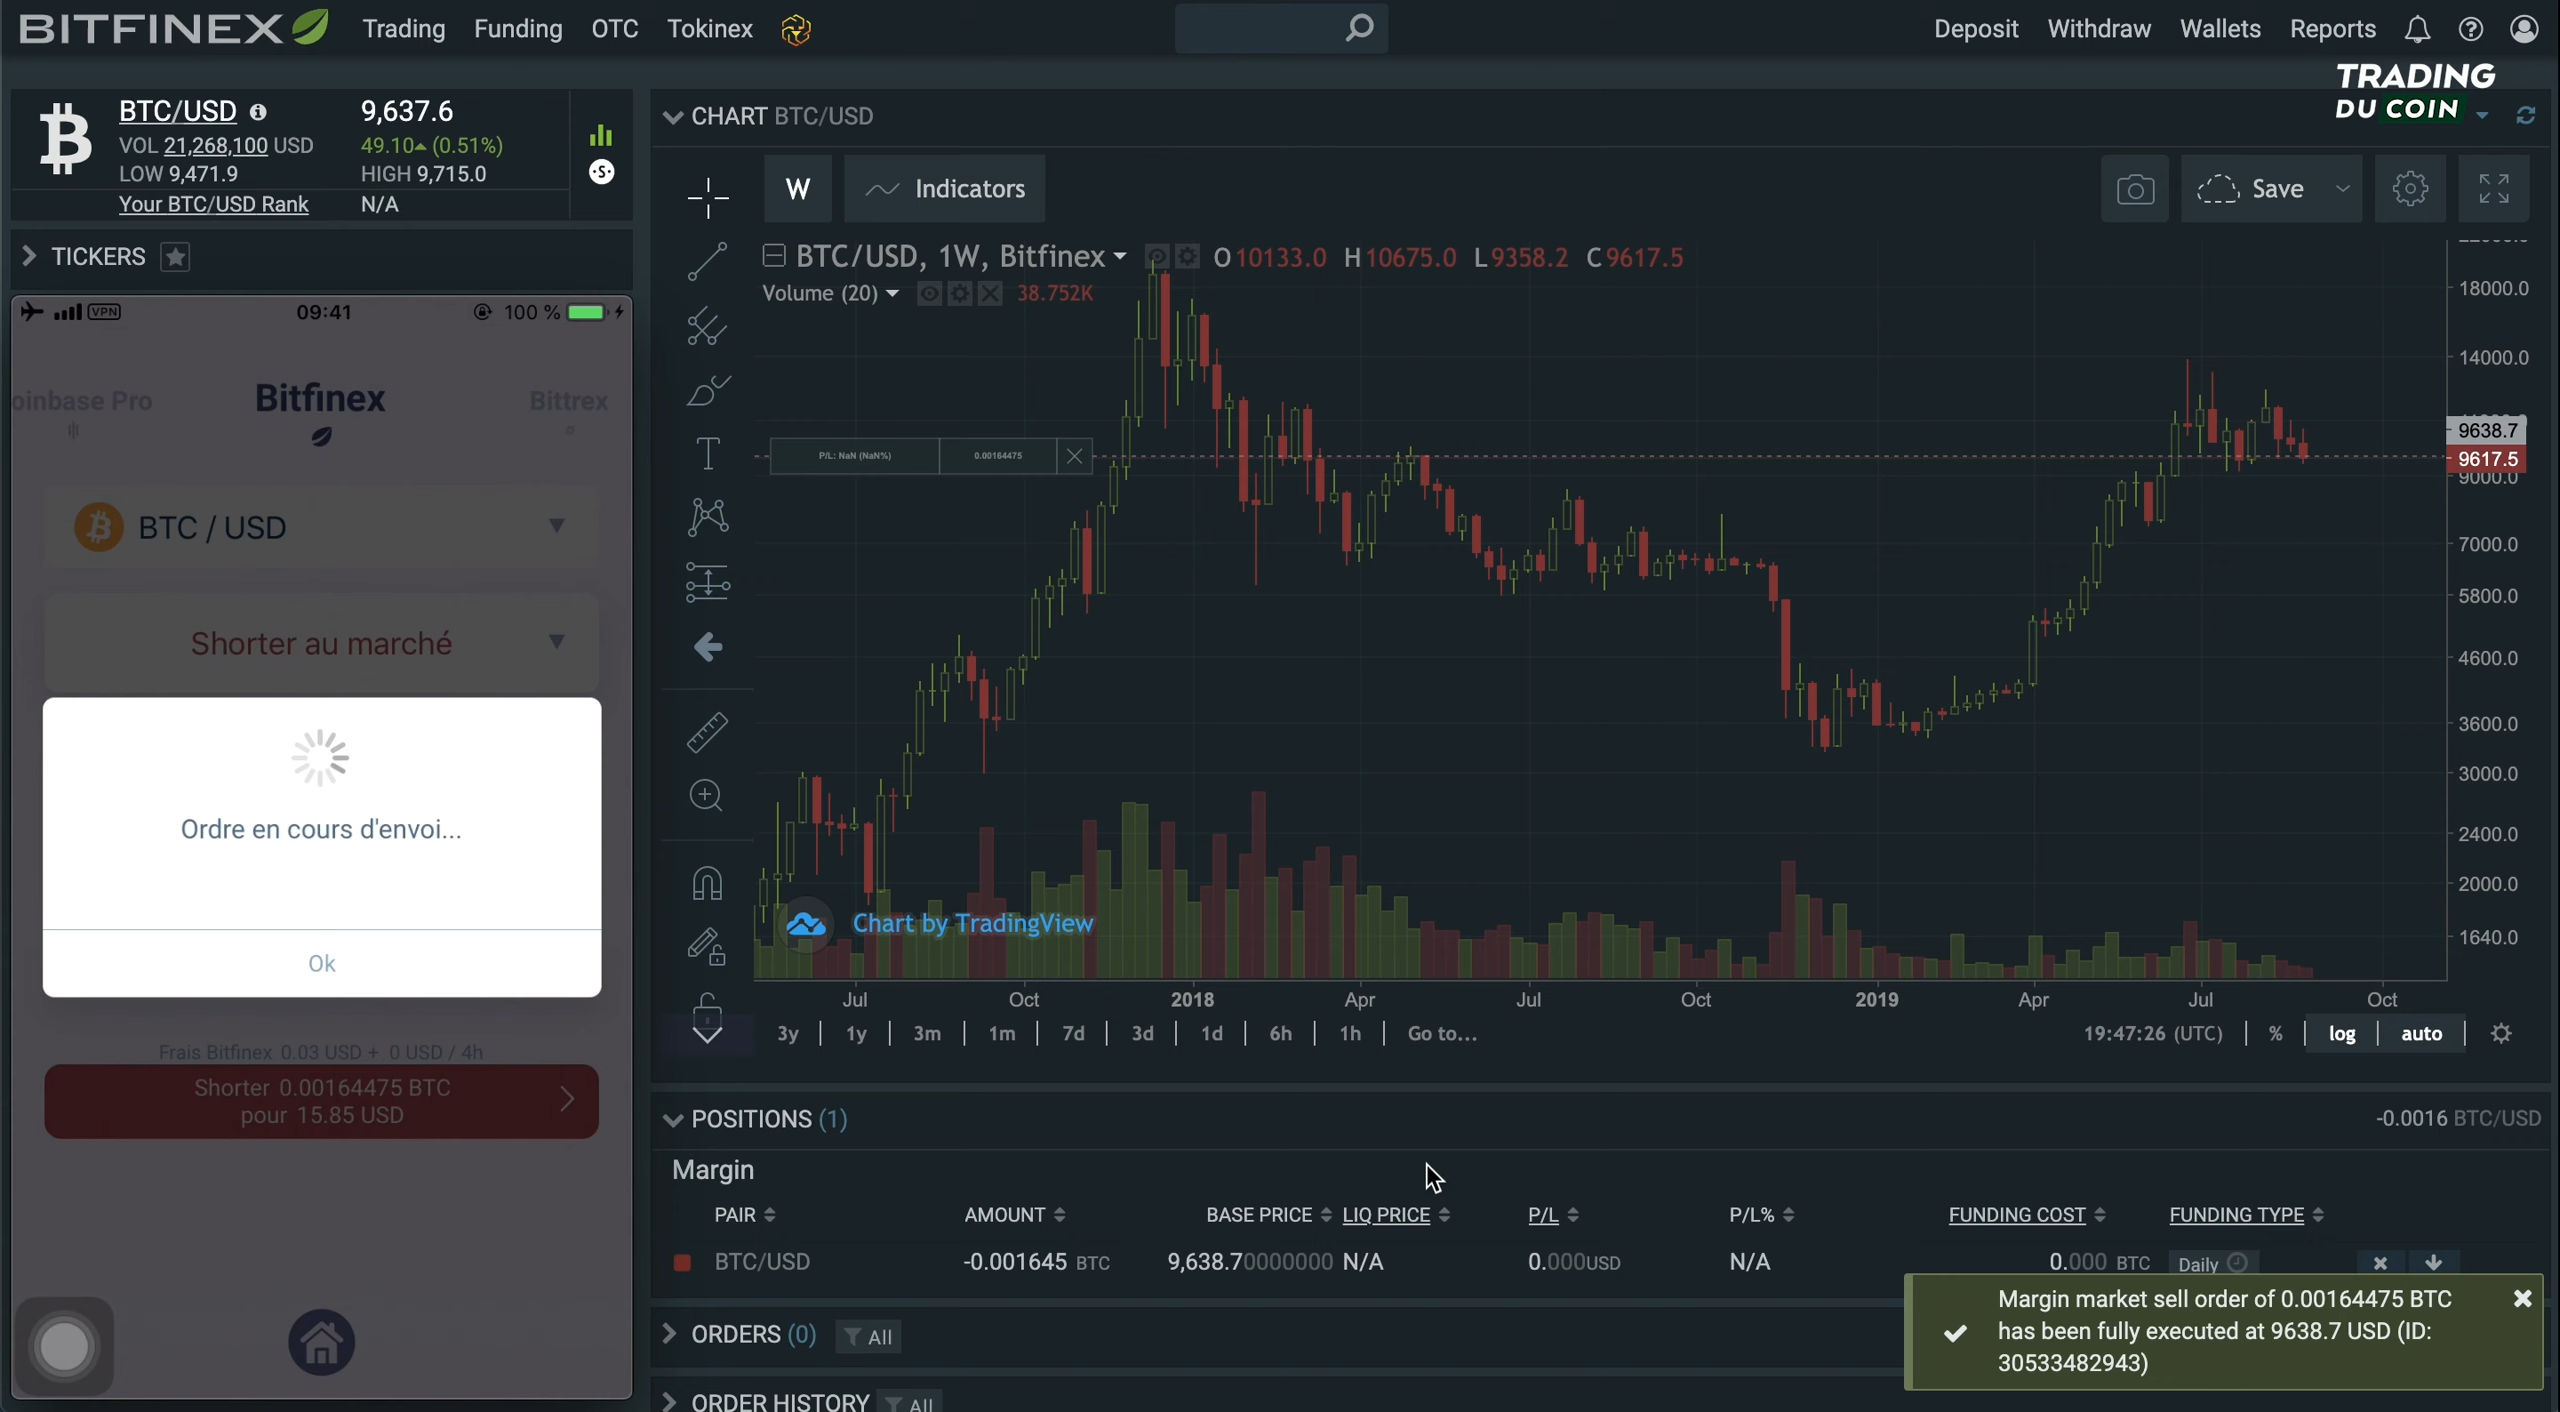 BITFINEX Trading Funding OTC Tokinex
Deposit Withdraw Wallets Reports
TRADING
DU COIN
BTC/USD 9,637.6
VOL 21,268,100 USD 49.10 (0.51%)
LOW 9,471.9 HIGH 9,715.0
Your BTC/USD Rank N/A
TICKERS
VPN 09:41 100 %
oinbase Pro Bitfinex Bittrex
BTC / USD
Shorter au marché
Ordre en cours d'envoi...
Ok
Frais Bitfinex 0.03 USD + 0 USD / 4h
Shorter 0.00164475 BTC
pour 15.85 USD
CHART BTC/USD
W Indicators Save
BTC/USD, 1W, Bitfinex O10133.0 H10675.0 L9358.2 C9617.5
Volume (20) 38.752K
P/L: NaN (NaN%) 0.00164475
18000.0
14000.0
9638.7
9617.5
9000.0
7000.0
5800.0
4600.0
3600.0
3000.0
2400.0
2000.0
1640.0
Chart by TradingView
Jul Oct 2018 Apr Jul Oct 2019 Apr Jul Oct
3y 1y 3m 1m 7d 3d 1d 6h 1h Go to... 19:47:26 (UTC) % log auto
POSITIONS (1) -0.0016 BTC/USD
Margin
PAIR AMOUNT BASE PRICE LIQ PRICE P/L P/L% FUNDING COST FUNDING TYPE
BTC/USD -0.001645 BTC 9,638.70000000 N/A 0.000USD N/A 0.000 BTC Daily
ORDERS (0) All
ORDER HISTORY All
Margin market sell order of 0.00164475 BTC
has been fully executed at 9638.7 USD (ID:
30533482943)